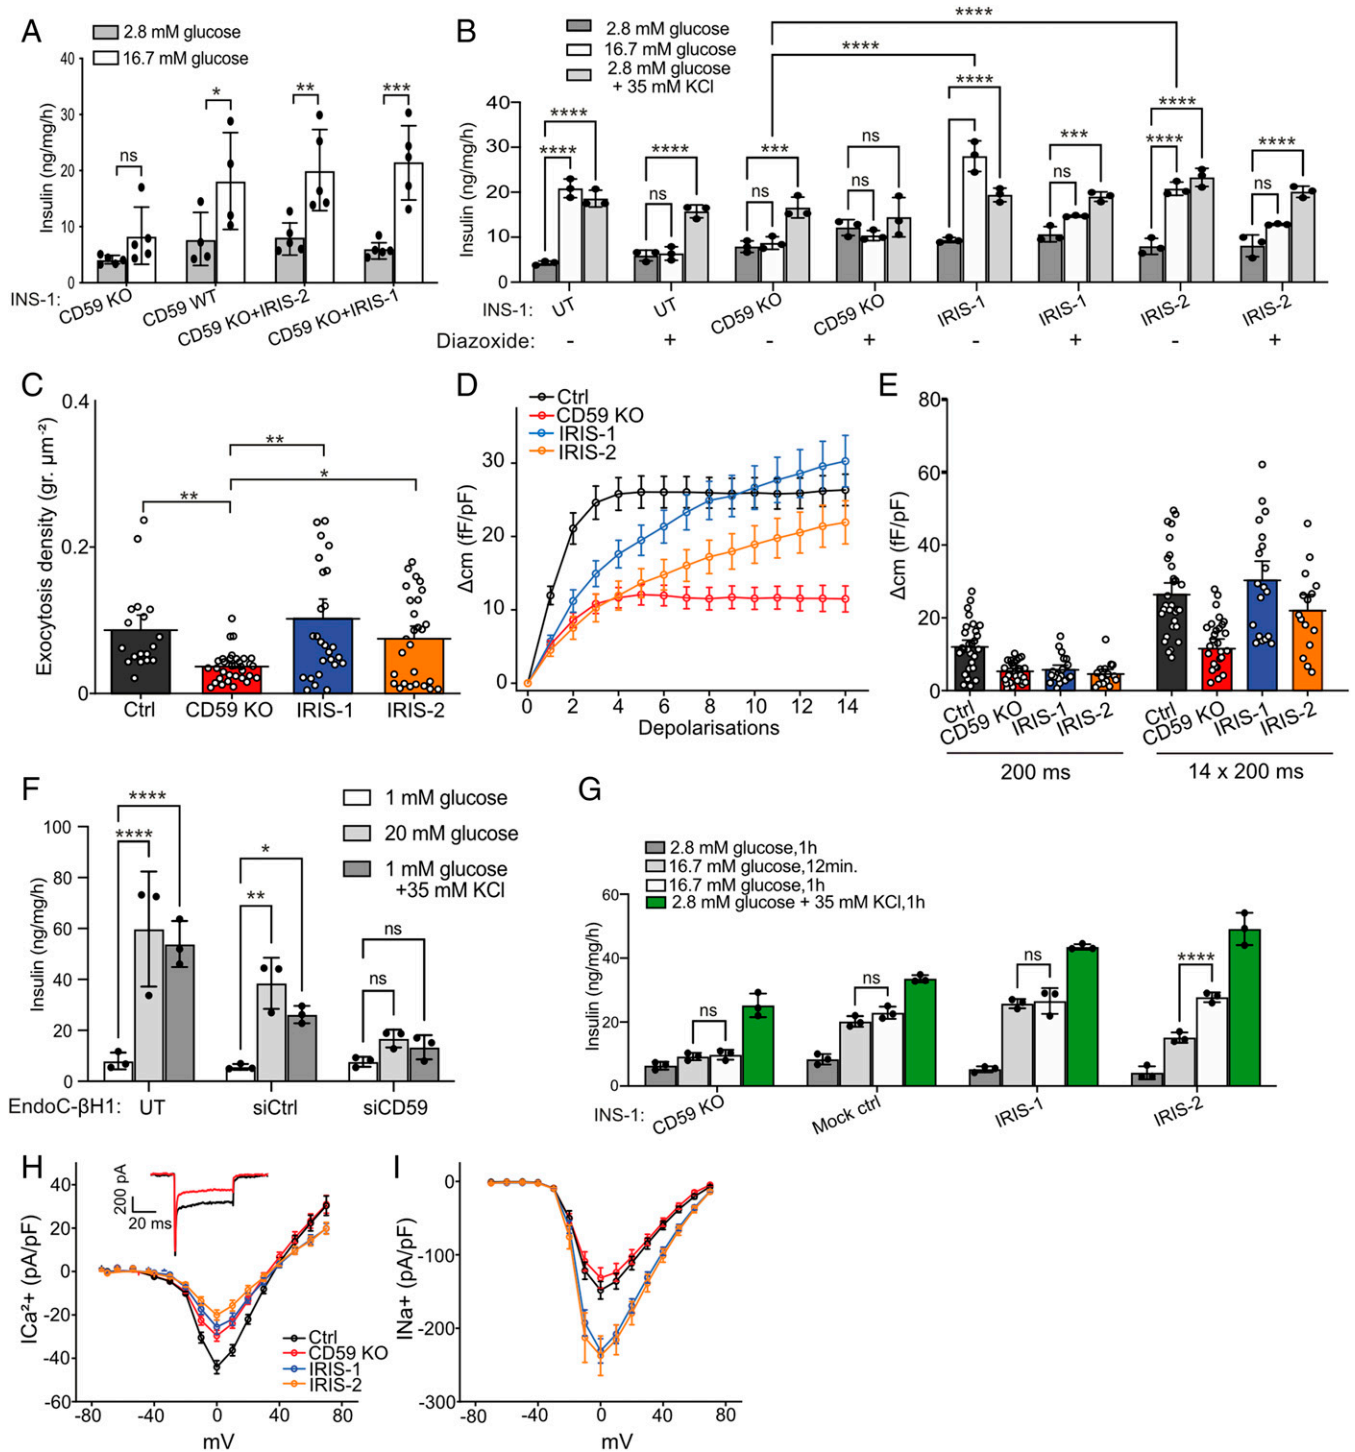 A
2.8 mM glucose
16.7 mM glucose
Insulin (ng/mg/h)
40
30
20
10
0
ns
*
**
***
INS-1:
CD59 KO
CD59 WT
CD59 KO+IRIS-2
CD59 KO+IRIS-1
B
2.8 mM glucose
16.7 mM glucose
2.8 mM glucose
+ 35 mM KCl
Insulin (ng/mg/h)
40
30
20
10
0
****
****
****
****
ns
****
ns
***
ns
ns
****
ns
***
****
****
ns
****
INS-1:
UT
UT
CD59 KO
CD59 KO
IRIS-1
IRIS-1
IRIS-2
IRIS-2
Diazoxide: - + - + - + - +
C
Exocytosis density (gr. µm⁻²)
0.4
0.2
0
**
**
*
Ctrl CD59 KO IRIS-1 IRIS-2
D
Ctrl
CD59 KO
IRIS-1
IRIS-2
Δcm (fF/pF)
30
20
10
0
0 2 4 6 8 10 12 14
Depolarisations
E
Δcm (fF/pF)
80
60
40
20
0
Ctrl
CD59 KO
IRIS-1
IRIS-2
Ctrl
CD59 KO
IRIS-1
IRIS-2
200 ms
14 x 200 ms
F
1 mM glucose
20 mM glucose
1 mM glucose
+35 mM KCl
Insulin (ng/mg/h)
100
80
60
40
20
0
****
****
*
**
ns
ns
EndoC-βH1: UT siCtrl siCD59
G
2.8 mM glucose,1h
16.7 mM glucose,12min.
16.7 mM glucose,1h
2.8 mM glucose + 35 mM KCl,1h
Insulin (ng/mg/h)
60
40
20
0
ns
ns
ns
****
INS-1:
CD59 KO
Mock ctrl
IRIS-1
IRIS-2
H
200 pA
20 ms
ICa²+ (pA/pF)
40
20
0
-20
-40
-60
Ctrl
CD59 KO
IRIS-1
IRIS-2
-80 -40 0 40 80
mV
I
INa+ (pA/pF)
0
-100
-200
-300
-80 -40 0 40 80
mV